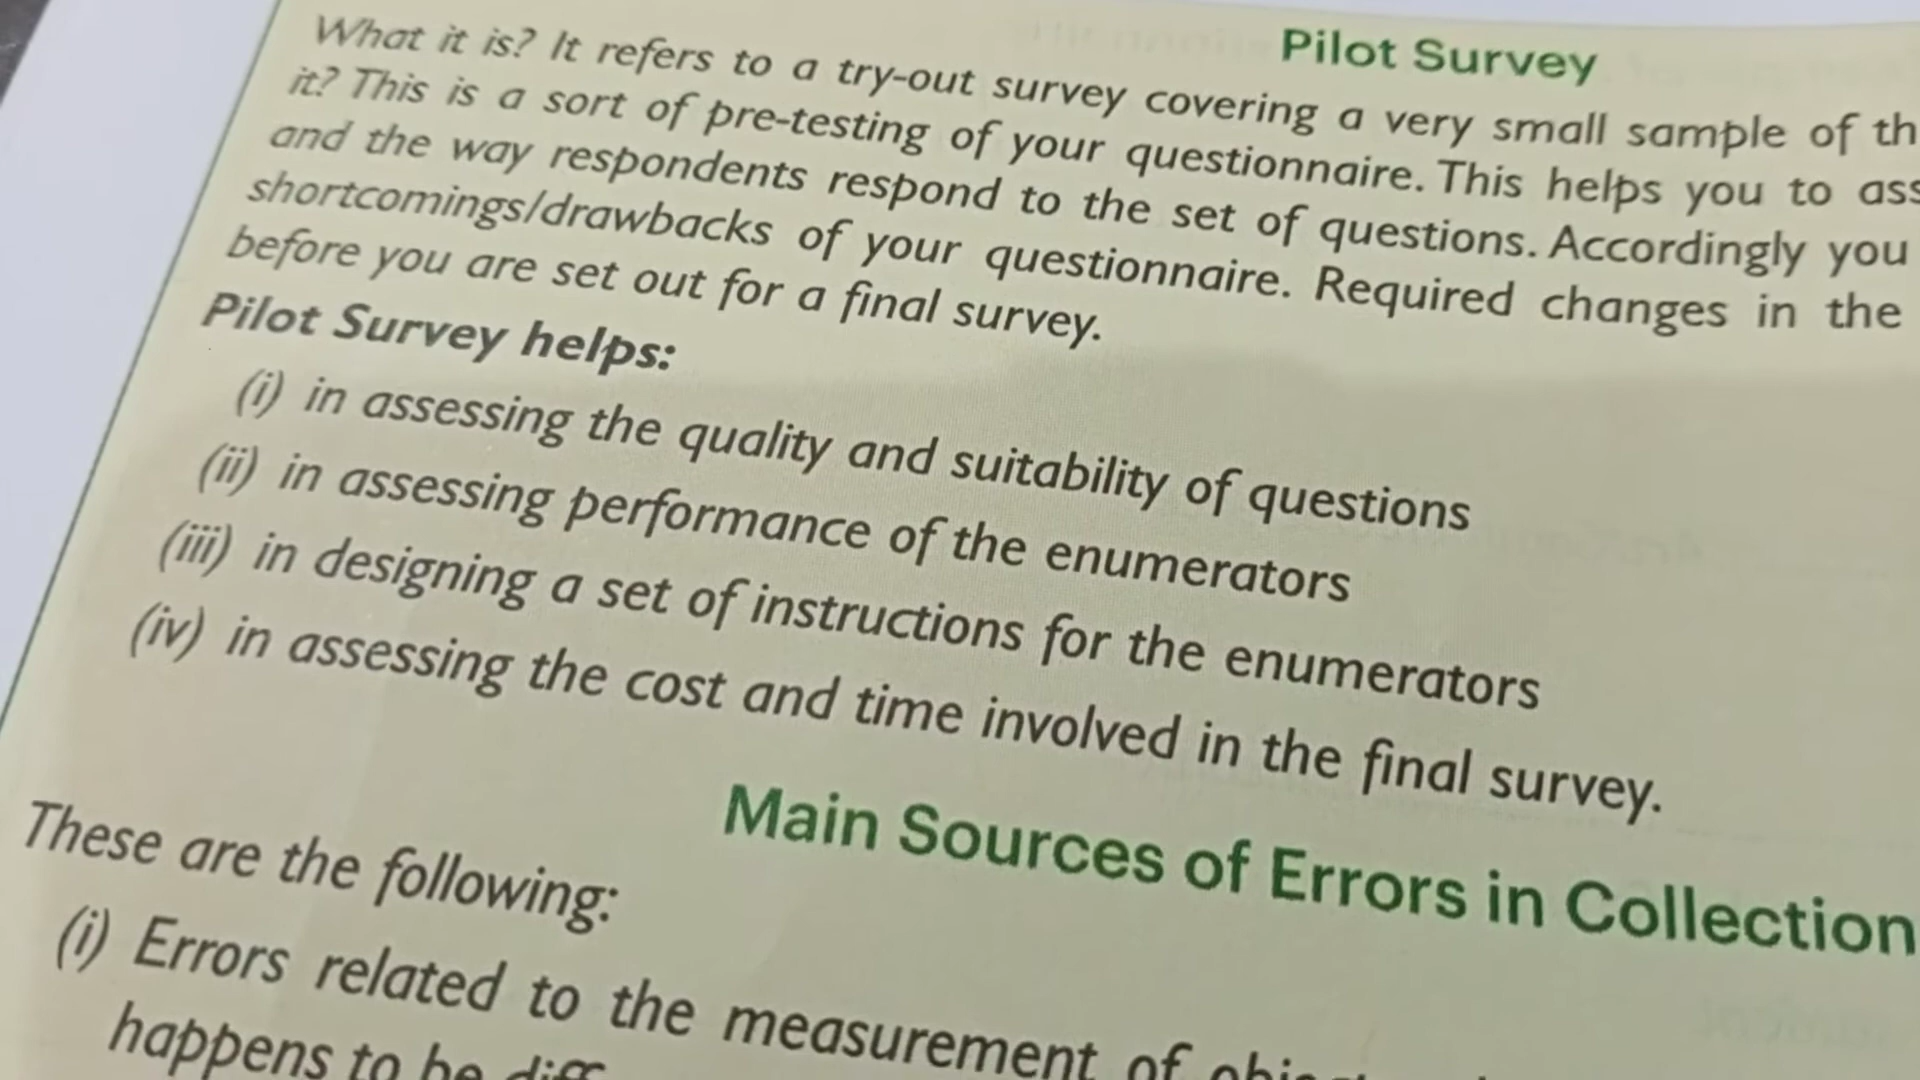 Pilot Survey
What it is? It refers to a try-out survey covering a very small sample of
it? This is a sort of pre-testing of your questionnaire. This helps you to
and the way respondents respond to the set of questions. Accordingly you
shortcomings/drawbacks of your questionnaire. Required changes in the
before you are set out for a final survey.
Pilot Survey helps:
(i) in assessing the quality and suitability of questions
(ii) in assessing performance of the enumerators
(iii) in designing a set of instructions for the enumerators
(iv) in assessing the cost and time involved in the final survey.
Main Sources of Errors in Collection
These are the following:
(i) Errors related to the measurement of
happens to be